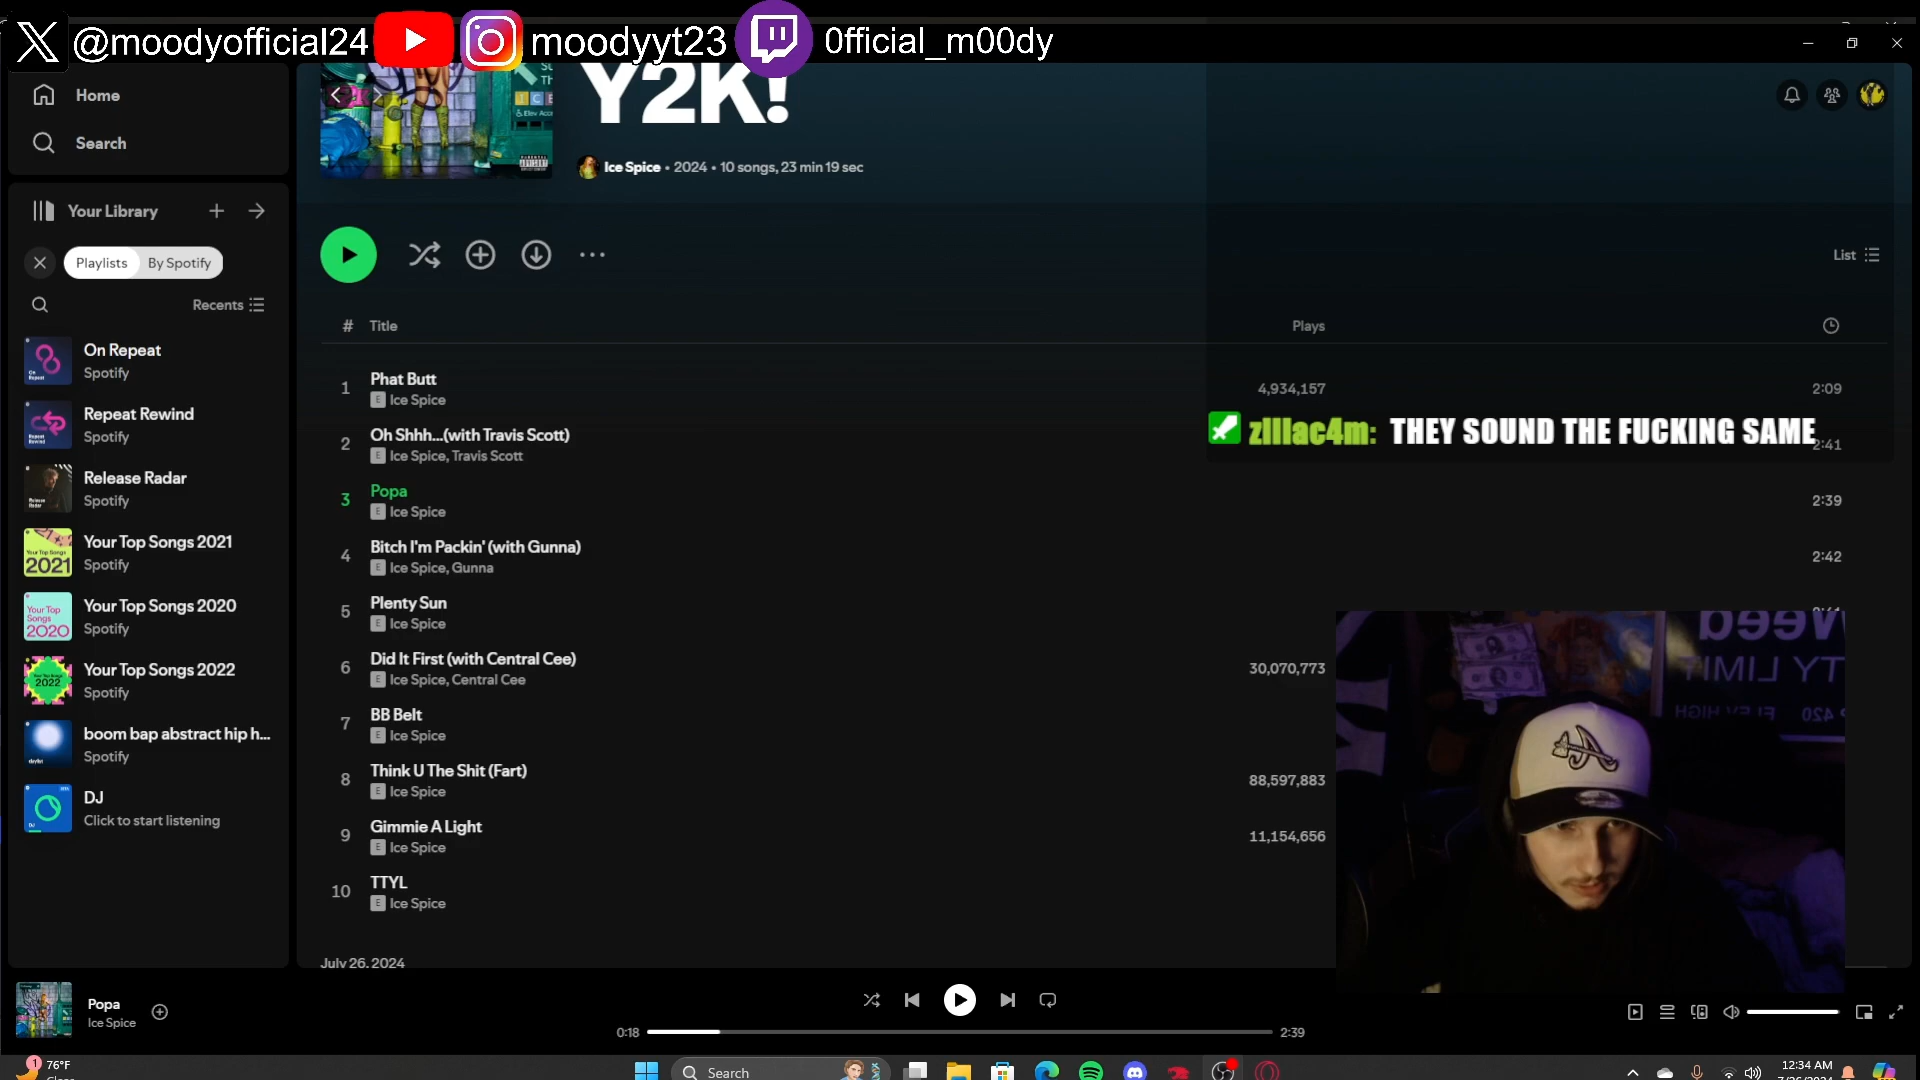 @moodyofficial24 moodyyt23 0fficial_m00dy
Home
Search
Your Library
Playlists By Spotify
Recents
On Repeat
Spotify
Repeat Rewind
Spotify
Release Radar
Spotify
Your Top Songs 2021
Spotify
Your Top Songs 2020
Spotify
Your Top Songs 2022
Spotify
boom bap abstract hip h...
Spotify
DJ
Click to start listening
Y2K!
Ice Spice • 2024 • 10 songs, 23 min 19 sec
List
# Title Plays
1 Phat Butt 4,934,157 2:09
E Ice Spice
2 Oh Shhh...(with Travis Scott) 2:41
E Ice Spice, Travis Scott
zlllac4m: THEY SOUND THE FUCKING SAME
3 Popa 2:39
E Ice Spice
4 Bitch I'm Packin' (with Gunna) 2:42
E Ice Spice, Gunna
5 Plenty Sun
E Ice Spice
6 Did It First (with Central Cee) 30,070,773
E Ice Spice, Central Cee
7 BB Belt
E Ice Spice
8 Think U The Shit (Fart) 88,597,883
E Ice Spice
9 Gimmie A Light 11,154,656
E Ice Spice
10 TTYL
E Ice Spice
July 26, 2024
Popa
Ice Spice
0:18 2:39
76°F
Search
12:34 AM